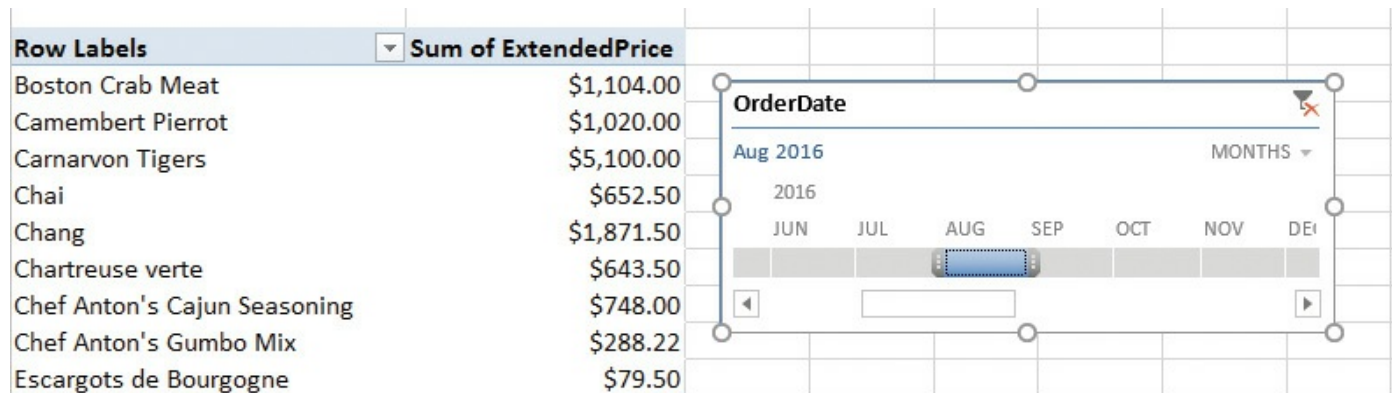 Row Labels Sum of ExtendedPrice
Boston Crab Meat $1,104.00
Camembert Pierrot $1,020.00
Carnarvon Tigers $5,100.00
Chai $652.50
Chang $1,871.50
Chartreuse verte $643.50
Chef Anton's Cajun Seasoning $748.00
Chef Anton's Gumbo Mix $288.22
Escargots de Bourgogne $79.50
OrderDate
Aug 2016 MONTHS
2016
JUN JUL AUG SEP OCT NOV